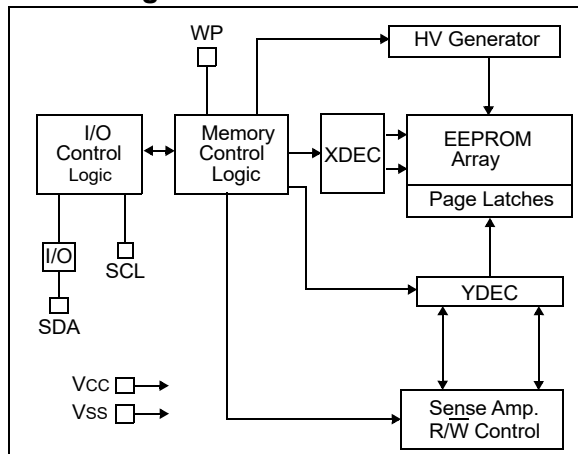 WP
HV Generator
I/O
Control
Logic
Memory
Control
Logic
XDEC
EEPROM
Array
Page Latches
I/O
SCL
SDA
YDEC
VCC
VSS
Sense Amp.
R/W̅ Control